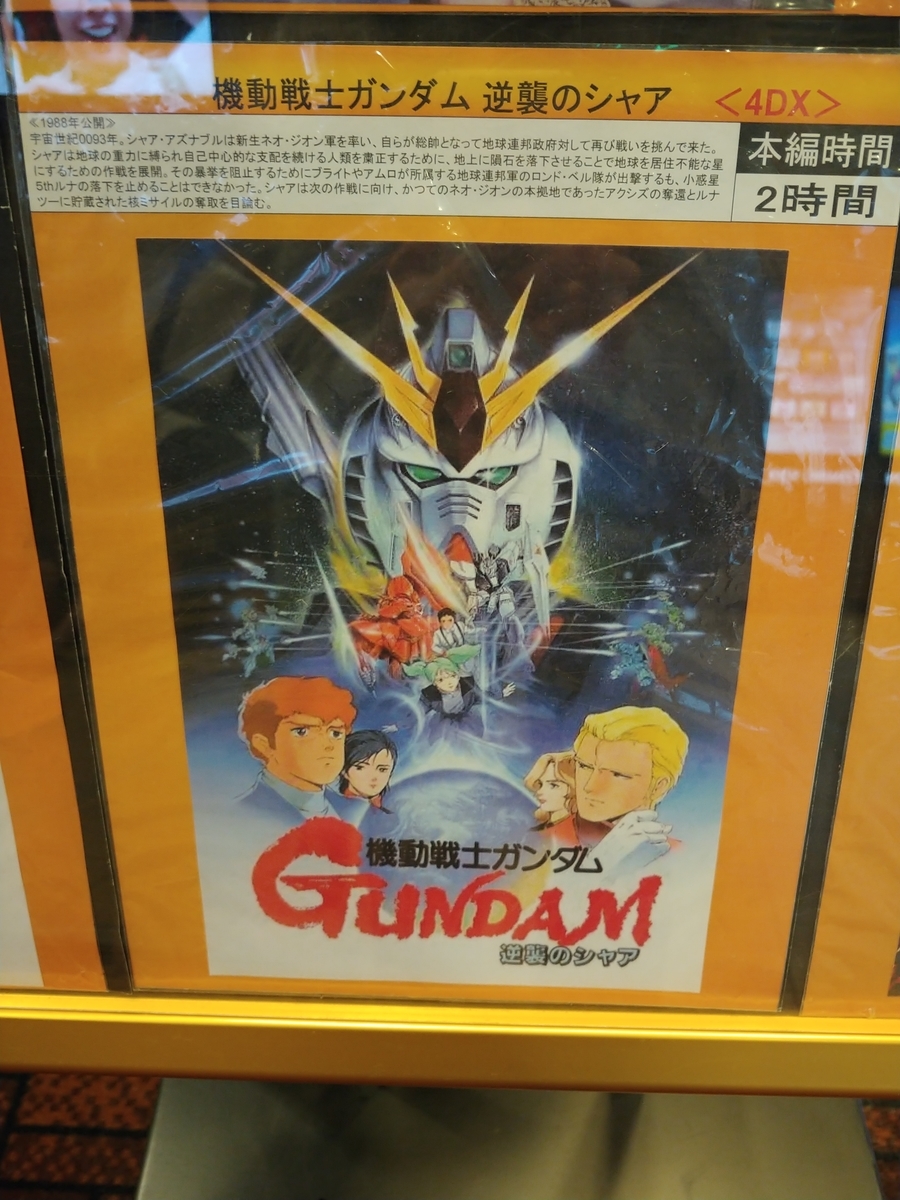 機動戦士ガンダム 逆襲のシャア <4DX>
≪1988年公開≫
宇宙世紀0093年。シャア・アズナブルは新生ネオ・ジオン軍を率い、自らが総帥となって地球連邦政府対して再び戦いを挑んで来た。
シャアは地球の重力に縛られ自己中心的な支配を続ける人類を粛正するために、地上に隕石を落下させることで地球を居住不能な星
にするための作戦を展開。その暴挙を阻止するためにブライトやアムロが所属する地球連邦軍のロンド・ベル隊が出撃するも、小惑星
5thルナの落下を止めることはできなかった。シャアは次の作戦に向け、かつてのネオ・ジオンの本拠地であったアクシズの奪還とルナ
ツーに貯蔵された核ミサイルの奪取を目論む。
本編時間
2時間
機動戦士ガンダム
GUNDAM
逆襲のシャア